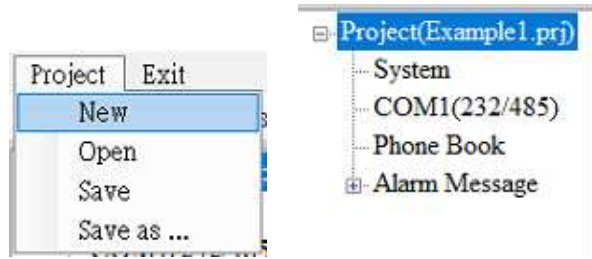 Project Exit
New
Open
Save
Save as ...
Project(Example1.prj)
System
COM1(232/485)
Phone Book
Alarm Message